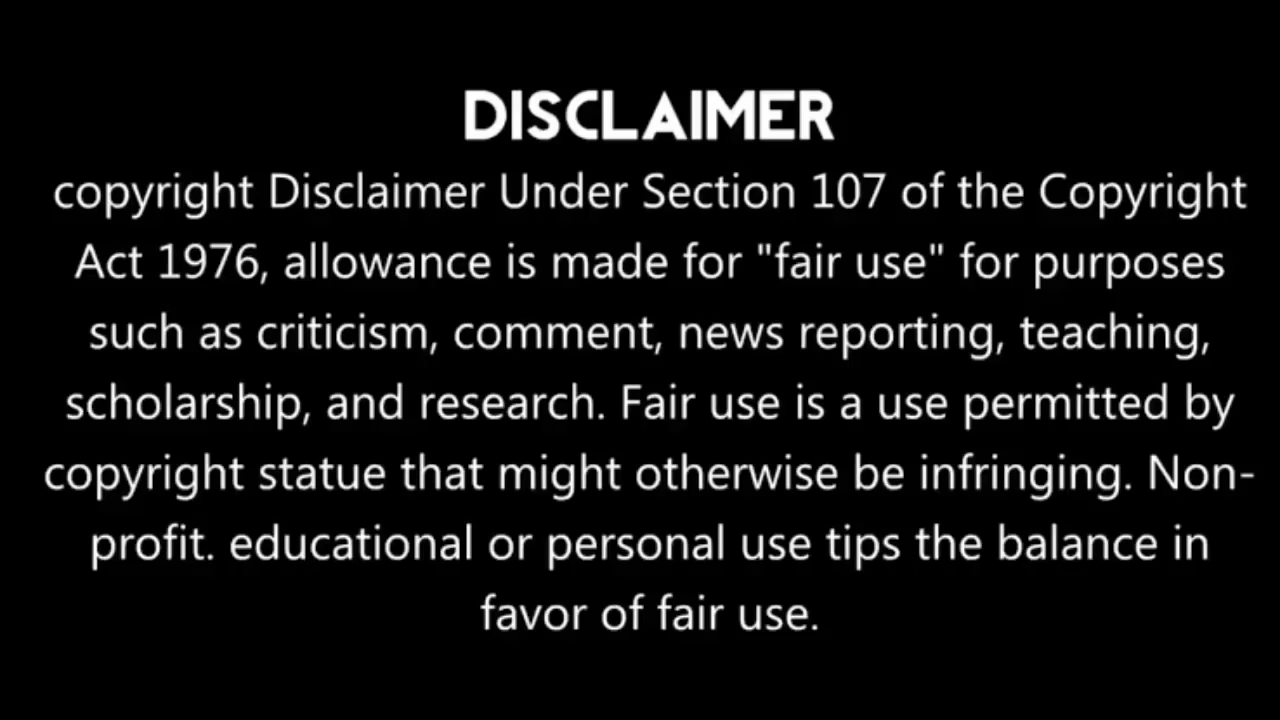 DISCLAIMER
copyright Disclaimer Under Section 107 of the Copyright
Act 1976, allowance is made for "fair use" for purposes
such as criticism, comment, news reporting, teaching,
scholarship, and research. Fair use is a use permitted by
copyright statue that might otherwise be infringing. Non-
profit. educational or personal use tips the balance in
favor of fair use.